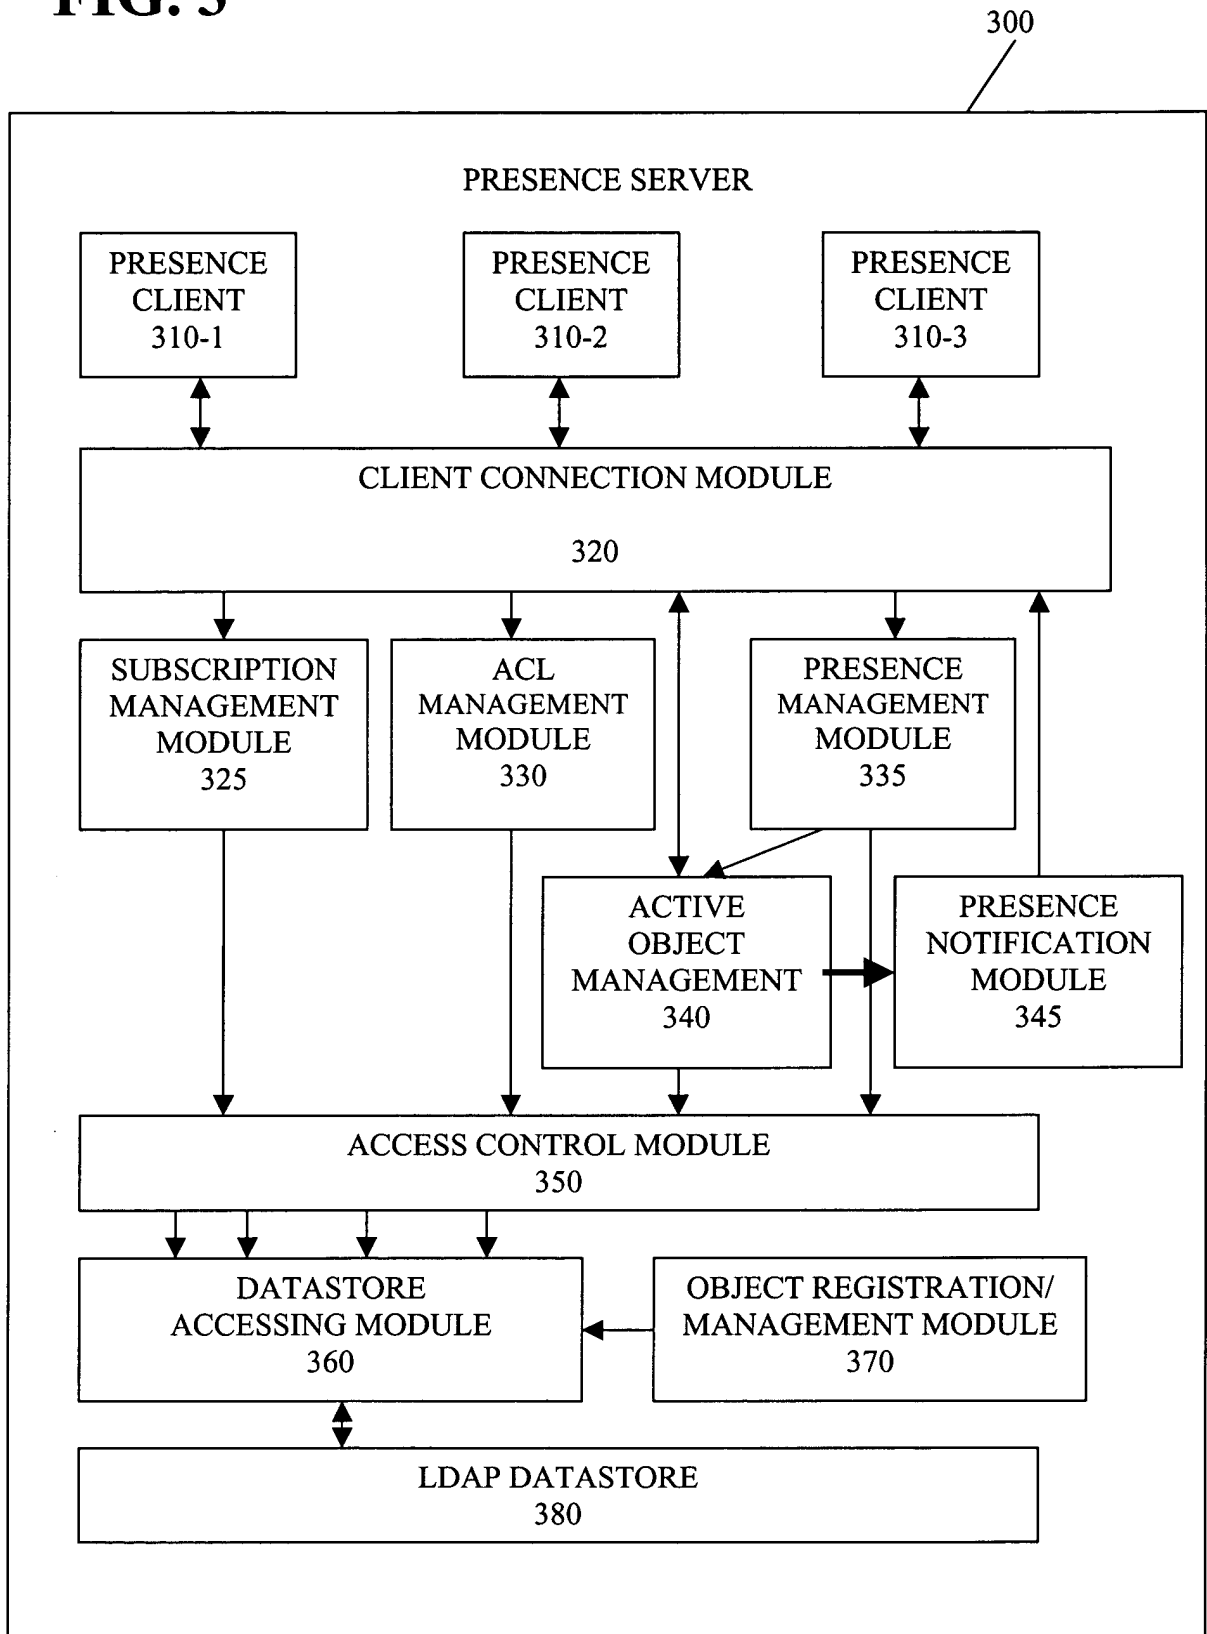 FIG. 3
300
PRESENCE SERVER
PRESENCE
CLIENT
310-1
PRESENCE
CLIENT
310-2
PRESENCE
CLIENT
310-3
CLIENT CONNECTION MODULE
320
SUBSCRIPTION
MANAGEMENT
MODULE
325
ACL
MANAGEMENT
MODULE
330
PRESENCE
MANAGEMENT
MODULE
335
ACTIVE
OBJECT
MANAGEMENT
340
PRESENCE
NOTIFICATION
MODULE
345
ACCESS CONTROL MODULE
350
DATASTORE
ACCESSING MODULE
360
OBJECT REGISTRATION/
MANAGEMENT MODULE
370
LDAP DATASTORE
380